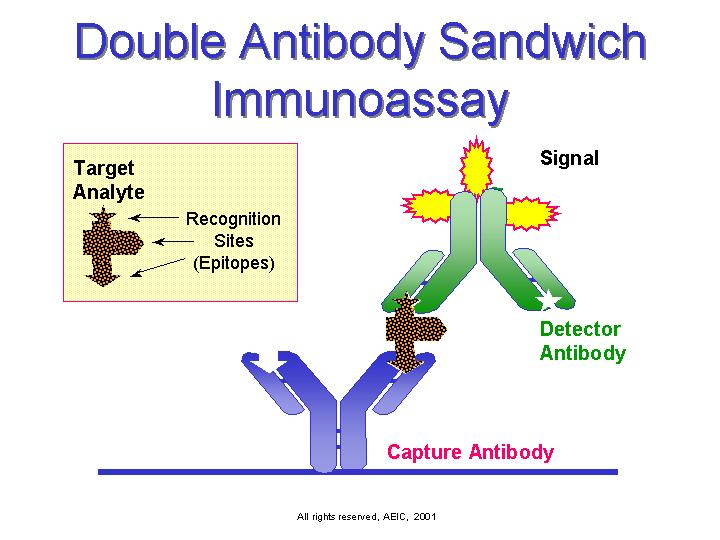 Double Antibody Sandwich
Immunoassay
Target
Analyte
Recognition
Sites
(Epitopes)
Signal
Detector
Antibody
Capture Antibody
All rights reserved, AEIC, 2001